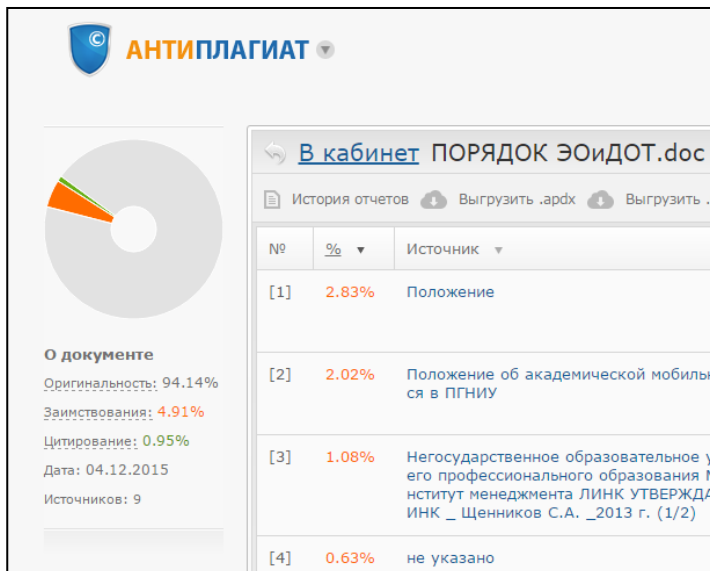 ©
АНТИПЛАГИАТ
В кабинет ПОРЯДОК ЭОиДОТ.doc
История отчетов Выгрузить .apdx Выгрузить .
№ % Источник
[1] 2.83% Положение
[2] 2.02% Положение об академической мобильн
ся в ПГНИУ
[3] 1.08% Негосударственное образовательное у
его профессионального образования М
нститут менеджмента ЛИНК УТВЕРЖДА
ИНК _ Щенников С.А. _2013 г. (1/2)
[4] 0.63% не указано
О документе
Оригинальность: 94.14%
Заимствования: 4.91%
Цитирование: 0.95%
Дата: 04.12.2015
Источников: 9